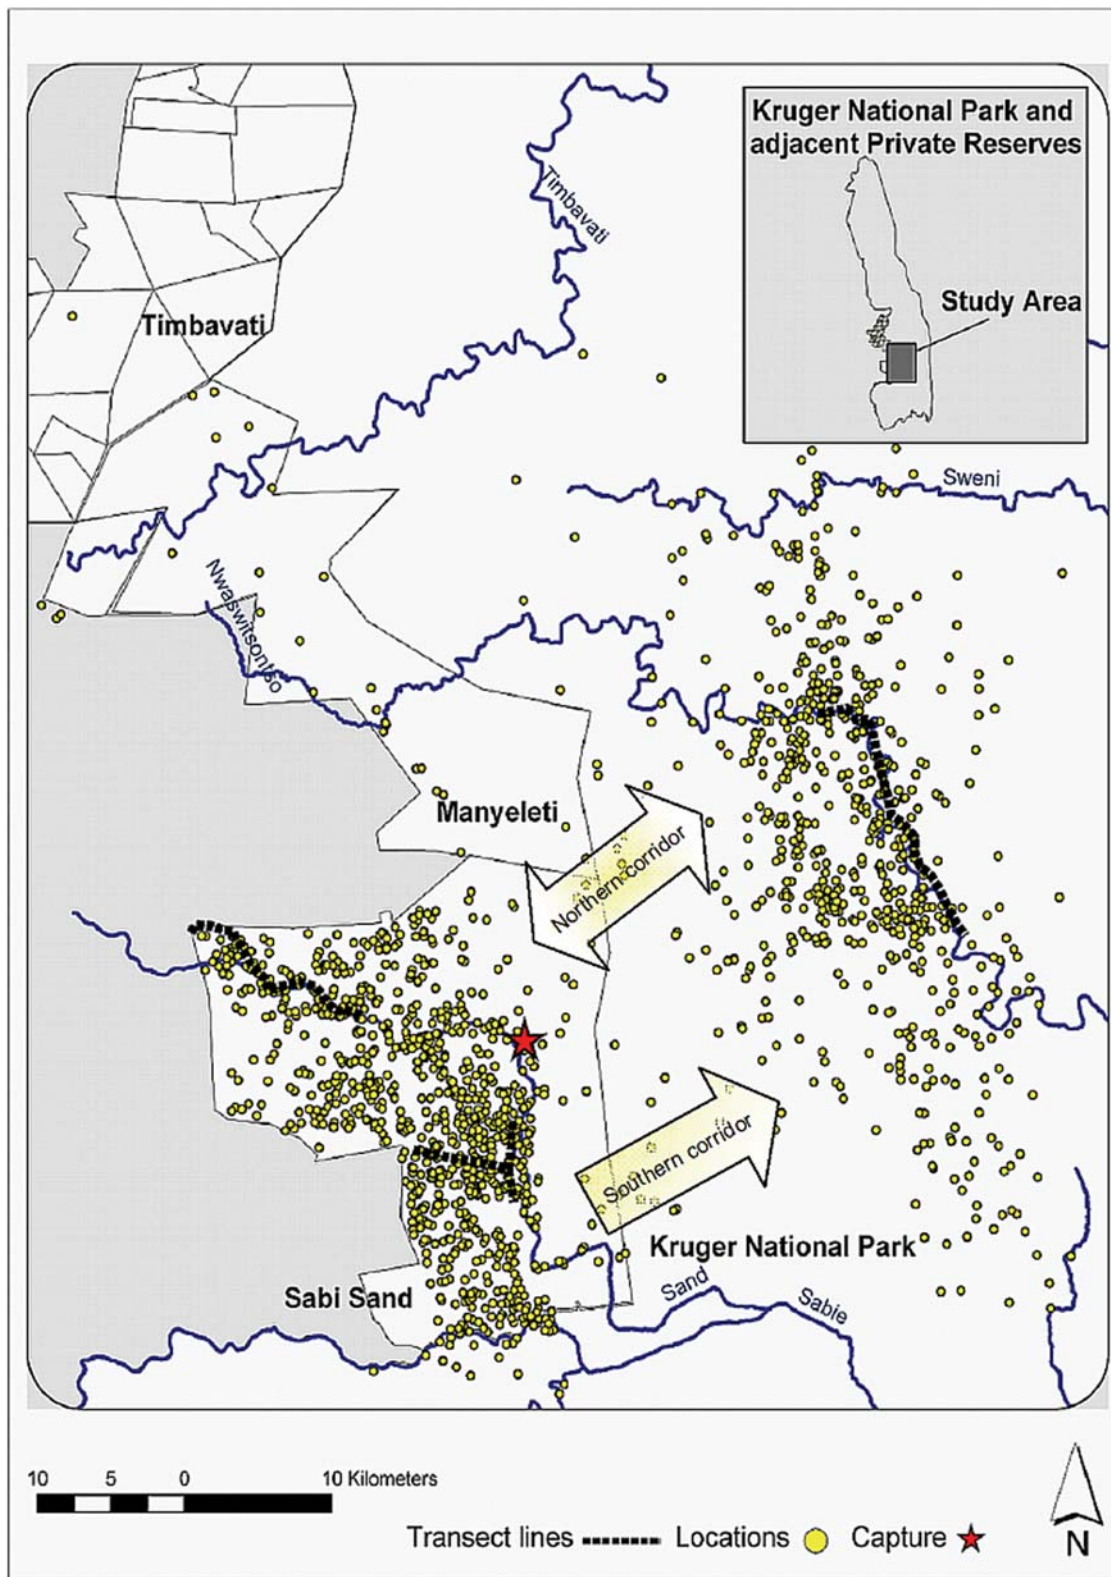 Kruger National Park and
adjacent Private Reserves
Study Area
Timbavati
Timbavati
Sweni
Nwaswitsontso
Manyeleti
Northern corridor
Southern corridor
Kruger National Park
Sabi Sand
Sand
Sabie
10 5 0 10 Kilometers
Transect lines Locations Capture
N